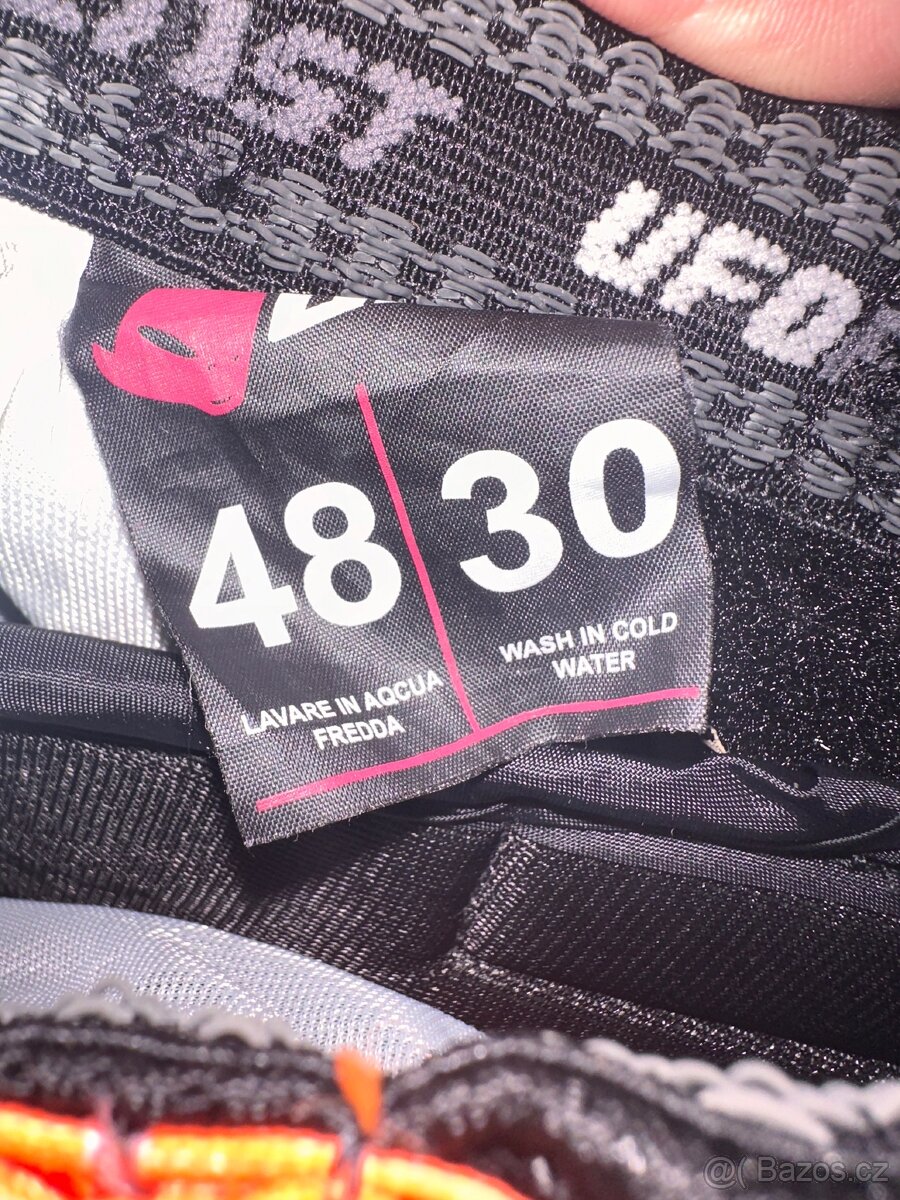 UFO
48
30
LAVARE IN AQCUA
FREDDA
WASH IN COLD
WATER
@( Bazos.cz